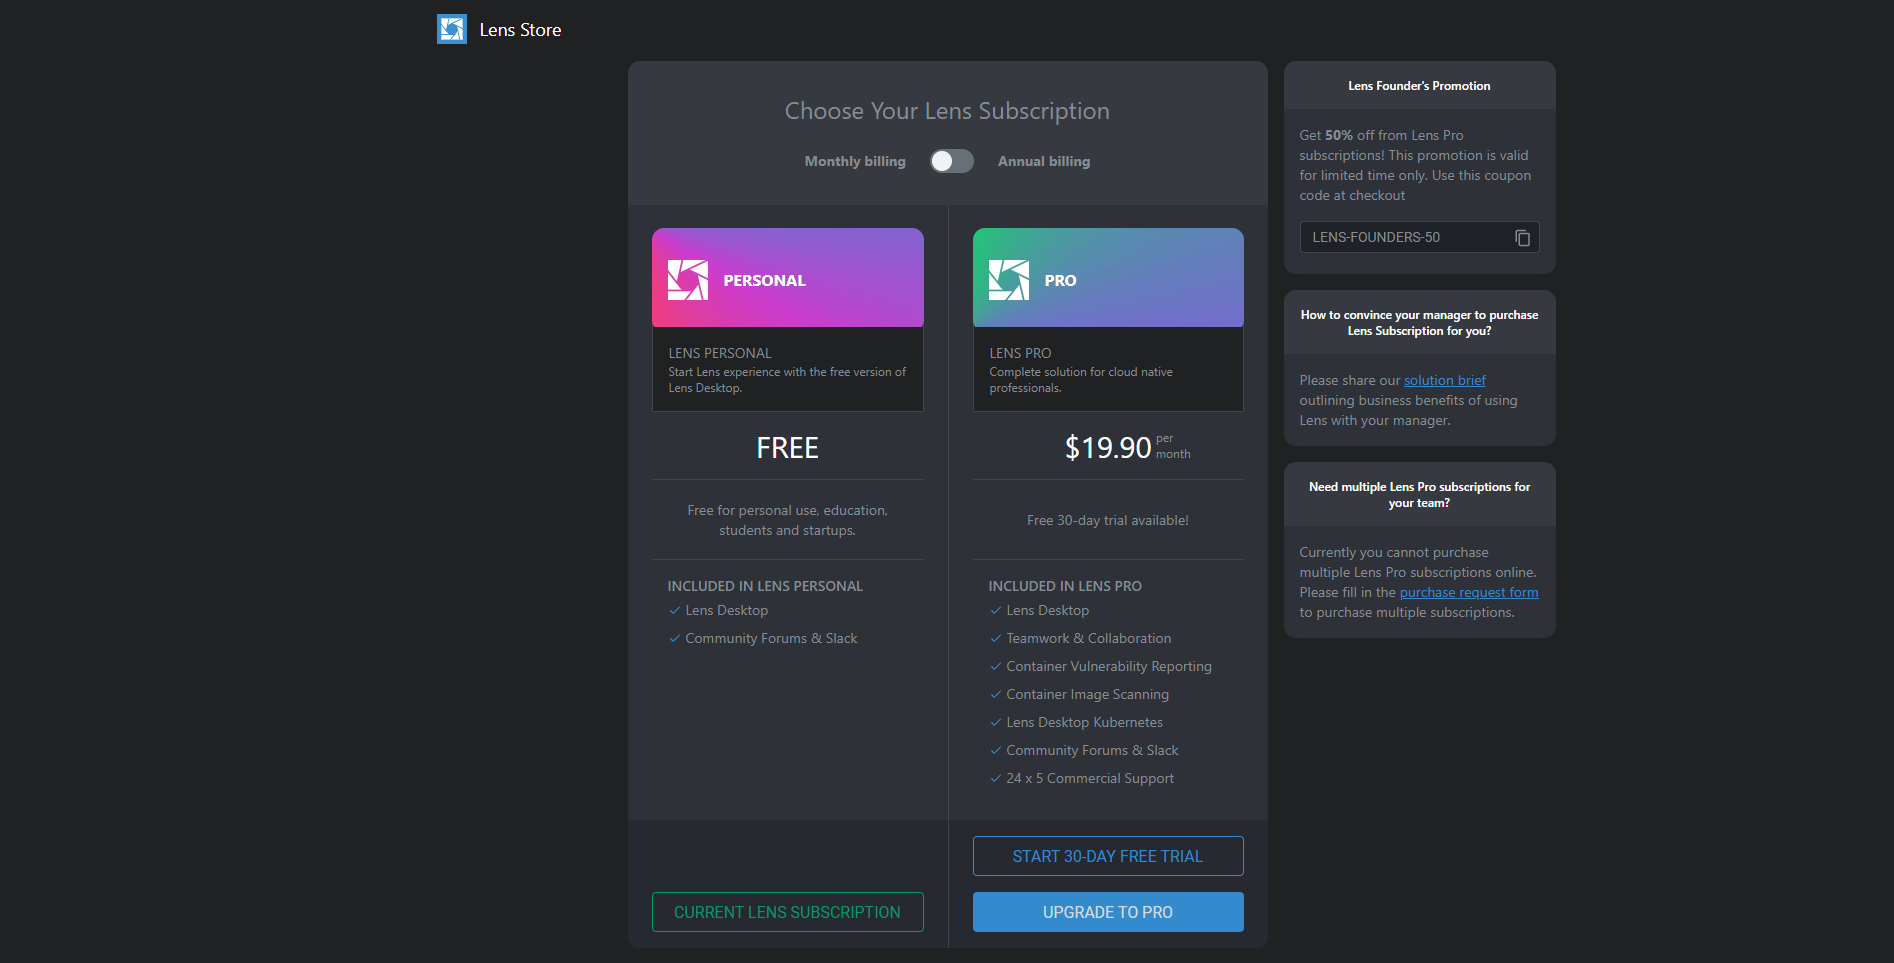 Lens Store
Choose Your Lens Subscription
Monthly billing
Annual billing
PERSONAL
LENS PERSONAL
Start Lens experience with the free version of
Lens Desktop.
FREE
Free for personal use, education,
students and startups.
INCLUDED IN LENS PERSONAL
Lens Desktop
Community Forums & Slack
CURRENT LENS SUBSCRIPTION
PRO
LENS PRO
Complete solution for cloud native
professionals.
$19.90 per
month
Free 30-day trial available!
INCLUDED IN LENS PRO
Lens Desktop
Teamwork & Collaboration
Container Vulnerability Reporting
Container Image Scanning
Lens Desktop Kubernetes
Community Forums & Slack
24 x 5 Commercial Support
START 30-DAY FREE TRIAL
UPGRADE TO PRO
Lens Founder's Promotion
Get 50% off from Lens Pro
subscriptions! This promotion is valid
for limited time only. Use this coupon
code at checkout
LENS-FOUNDERS-50
How to convince your manager to purchase
Lens Subscription for you?
Please share our solution brief
outlining business benefits of using
Lens with your manager.
Need multiple Lens Pro subscriptions for
your team?
Currently you cannot purchase
multiple Lens Pro subscriptions online.
Please fill in the purchase request form
to purchase multiple subscriptions.